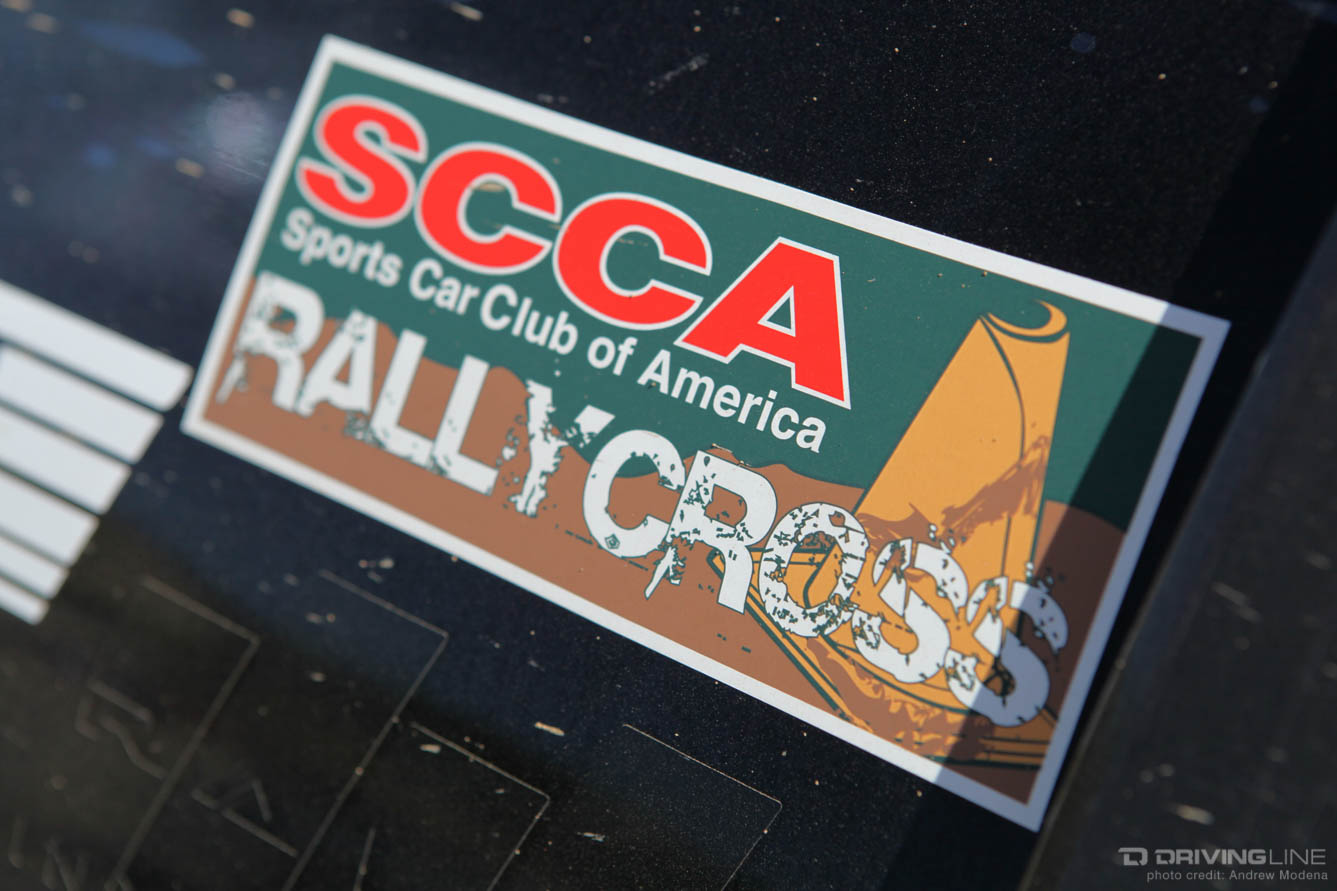 SCCA
Sports Car Club of America
RALLYCROSS
DRIVINGLINE
photo credit: Andrew Modena